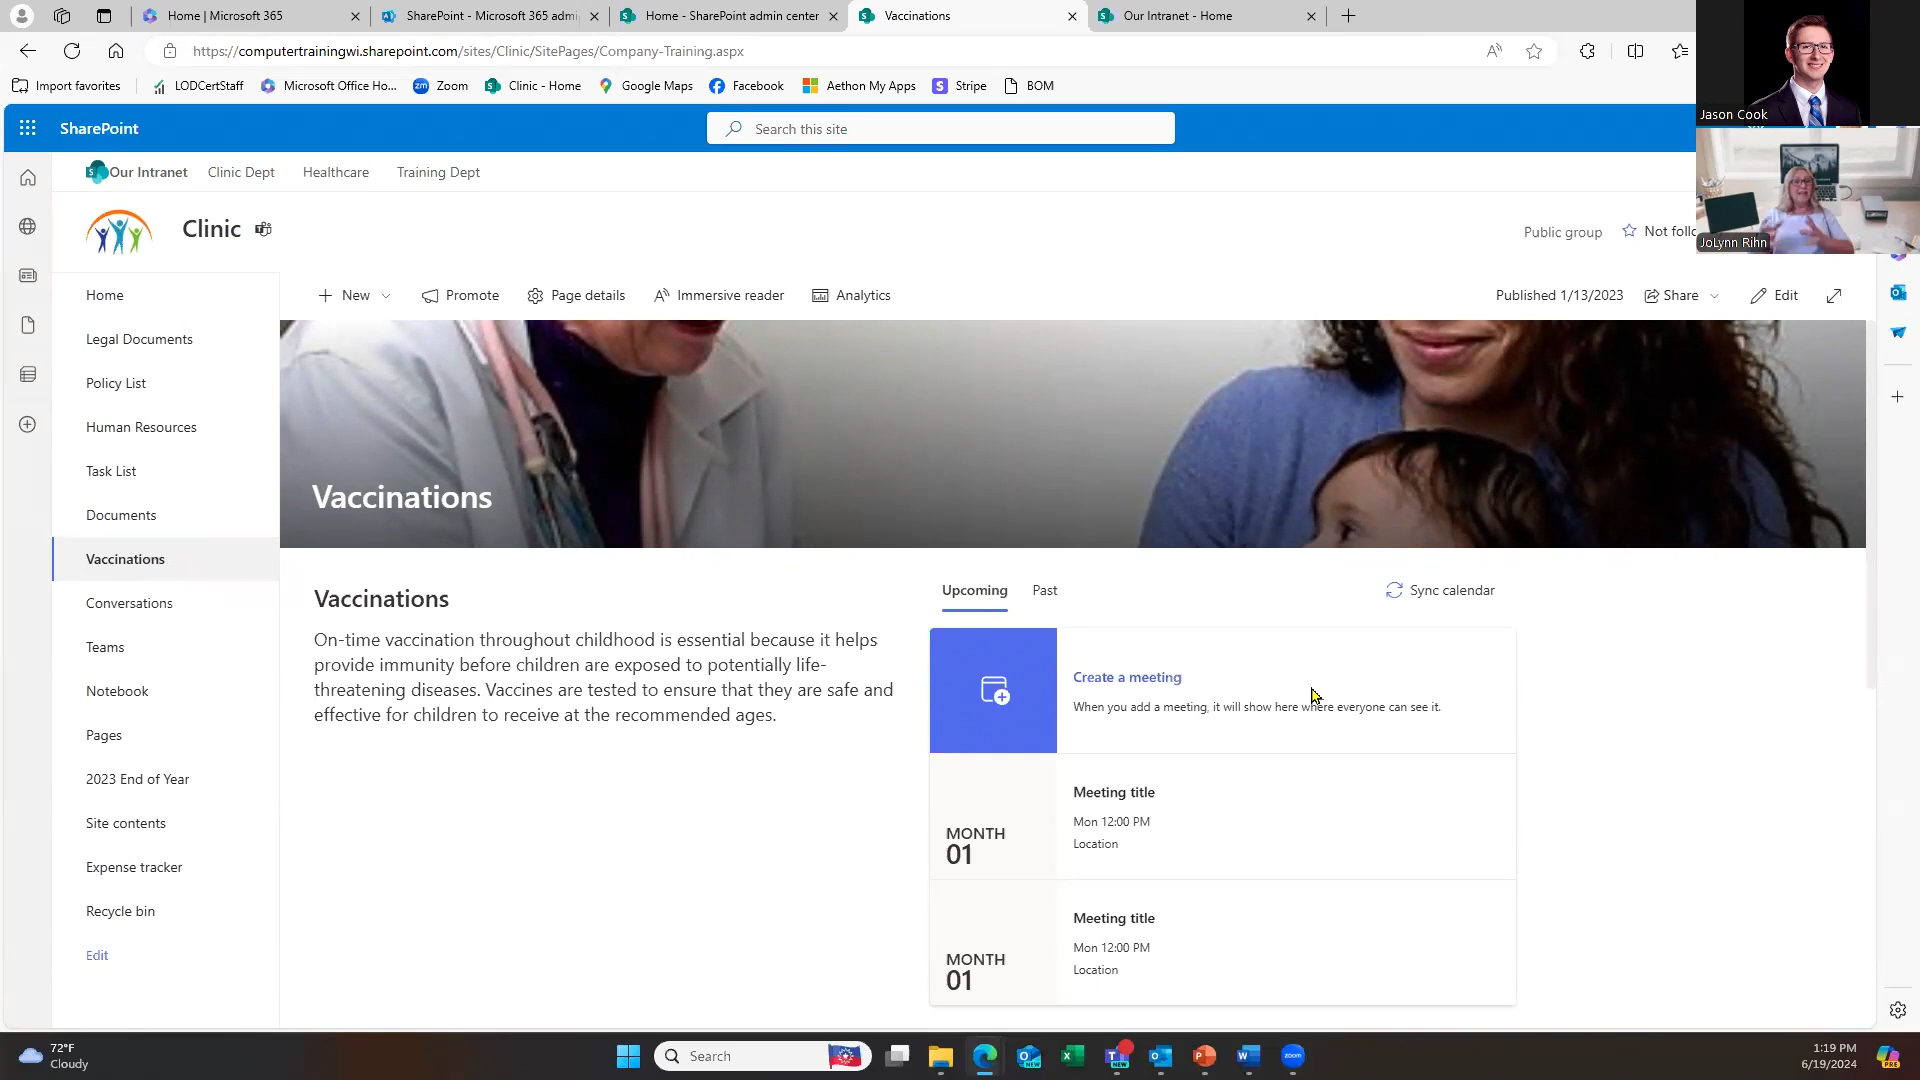 Home | Microsoft 365
SharePoint - Microsoft 365 admi
Home - SharePoint admin center
Vaccinations
Our Intranet - Home
https://computertrainingwi.sharepoint.com/sites/Clinic/SitePages/Company-Training.aspx
Import favorites
LODCertStaff
Microsoft Office Ho...
Zoom
Clinic - Home
Google Maps
Facebook
Aethon My Apps
Stripe
BOM
Jason Cook
SharePoint
Search this site
Our Intranet
Clinic Dept
Healthcare
Training Dept
Clinic
Public group
Not follo
JoLynn Rihn
Home
Legal Documents
Policy List
Human Resources
Task List
Documents
Vaccinations
Conversations
Teams
Notebook
Pages
2023 End of Year
Site contents
Expense tracker
Recycle bin
Edit
New
Promote
Page details
Immersive reader
Analytics
Published 1/13/2023
Share
Edit
Vaccinations
Vaccinations
On-time vaccination throughout childhood is essential because it helps
provide immunity before children are exposed to potentially life-
threatening diseases. Vaccines are tested to ensure that they are safe and
effective for children to receive at the recommended ages.
Upcoming
Past
Sync calendar
Create a meeting
When you add a meeting, it will show here where everyone can see it.
MONTH
01
Meeting title
Mon 12:00 PM
Location
MONTH
01
Meeting title
Mon 12:00 PM
Location
72°F
Cloudy
Search
1:19 PM
6/19/2024